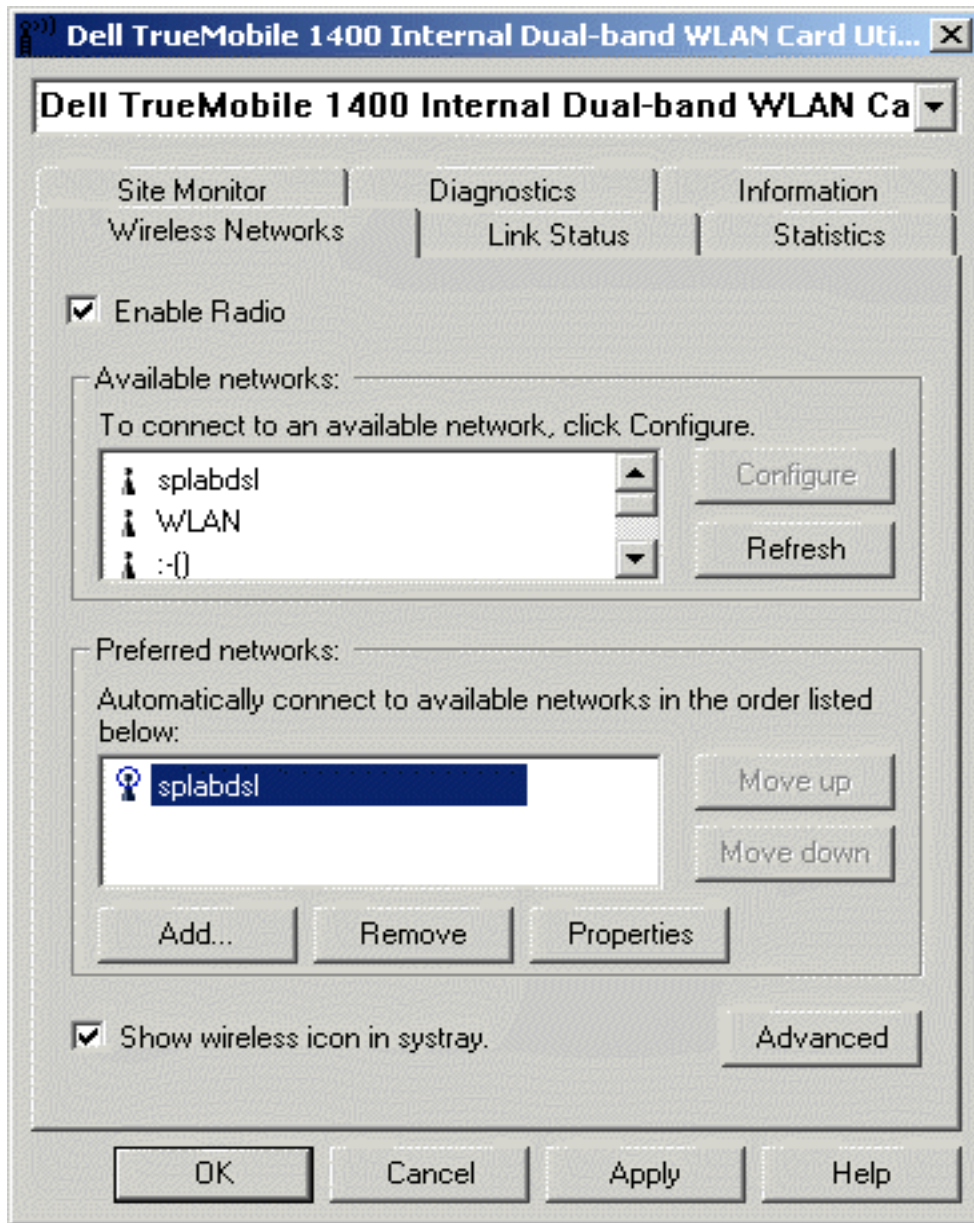 Dell TrueMobile 1400 Internal Dual-band WLAN Card Uti...
Dell TrueMobile 1400 Internal Dual-band WLAN Ca
Site Monitor Diagnostics Information
Wireless Networks Link Status Statistics
Enable Radio
Available networks:
To connect to an available network, click Configure.
splabdsl
WLAN
:-()
Configure
Refresh
Preferred networks:
Automatically connect to available networks in the order listed
below:
splabdsl
Move up
Move down
Add... Remove Properties
Show wireless icon in systray.
Advanced
OK Cancel Apply Help